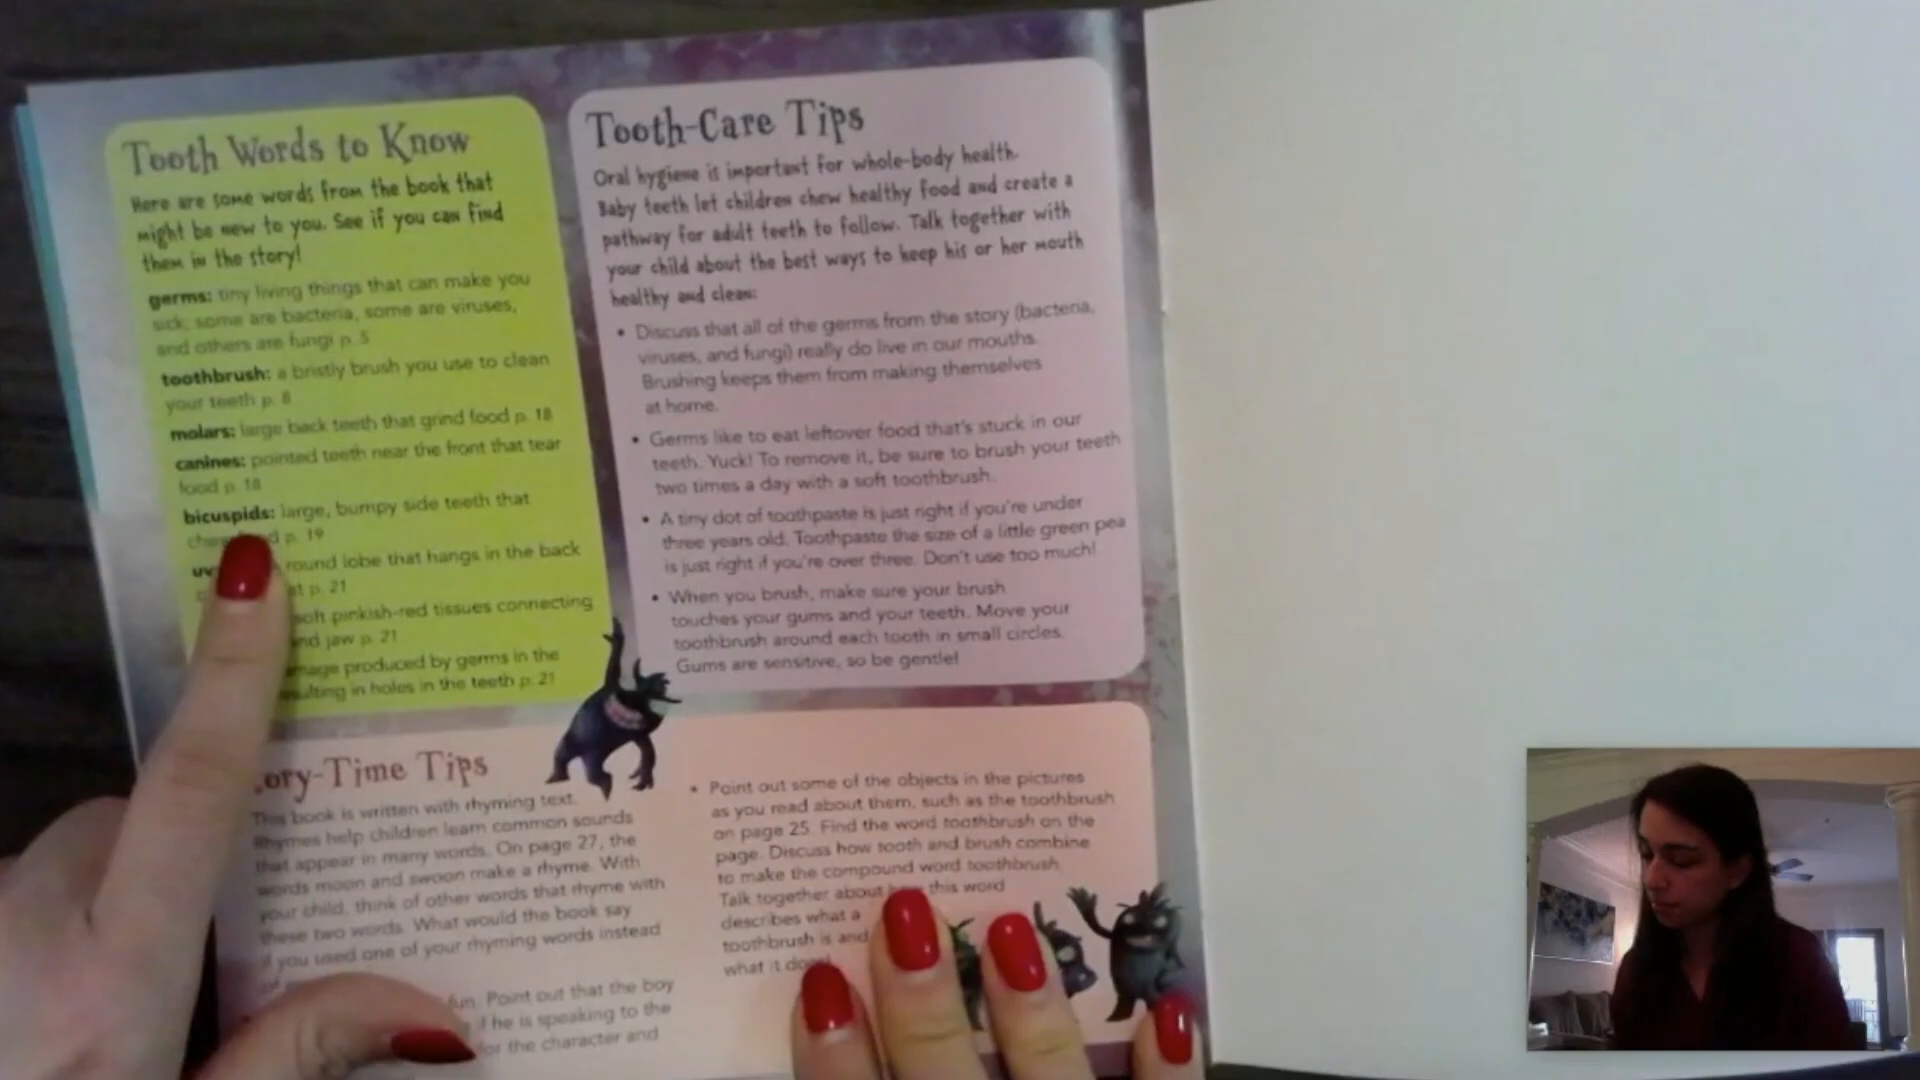 Tooth Words to Know
Here are some words from the book that
might be new to you. See if you can find
them in the story!
germs: tiny living things that can make you
sick; some are bacteria, some are viruses,
and others are fungi p. 5
toothbrush: a bristly brush you use to clean
your teeth p. 8
molars: large back teeth that grind food p. 18
canines: pointed teeth near the front that tear
food p. 18
bicuspids: large, bumpy side teeth that
p. 19
round lobe that hangs in the back
p. 21
soft pinkish-red tissues connecting
jaw p. 21
produced by germs in the
in holes in the teeth p. 21
Tooth-Care Tips
Oral hygiene is important for whole-body health.
Baby teeth let children chew healthy food and create a
pathway for adult teeth to follow. Talk together with
your child about the best ways to keep his or her mouth
healthy and clean:
• Discuss that all of the germs from the story (bacteria,
viruses, and fungi) really do live in our mouths.
Brushing keeps them from making themselves
at home.
• Germs like to eat leftover food that's stuck in our
teeth. Yuck! To remove it, be sure to brush your teeth
two times a day with a soft toothbrush.
• A tiny dot of toothpaste is just right if you're under
three years old. Toothpaste the size of a little green pea
is just right if you're over three. Don't use too much!
• When you brush, make sure your brush
touches your gums and your teeth. Move your
toothbrush around each tooth in small circles.
Gums are sensitive, so be gentle!
Tips
This book is written with rhyming text.
Rhymes help children learn common sounds
that appear in many words. On page 27, the
words moon and swoon make a rhyme. With
your child, think of other words that rhyme with
these two words. What would the book say
if you used one of your rhyming words instead
fun. Point out that the boy
if he is speaking to the
for the character and
• Point out some of the objects in the pictures
as you read about them, such as the toothbrush
on page 25. Find the word toothbrush on the
page. Discuss how tooth and brush combine
to make the compound word toothbrush.
Talk together about this word
describes what a
toothbrush is and
what it